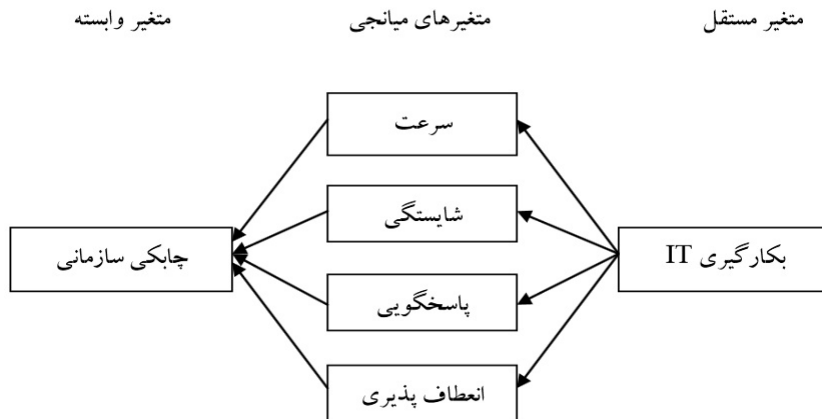 متغیر مستقل
متغیرهای میانجی
متغیر وابسته
سرعت
شایستگی
بکارگیری IT
چابکی سازمانی
پاسخگویی
انعطاف پذیری